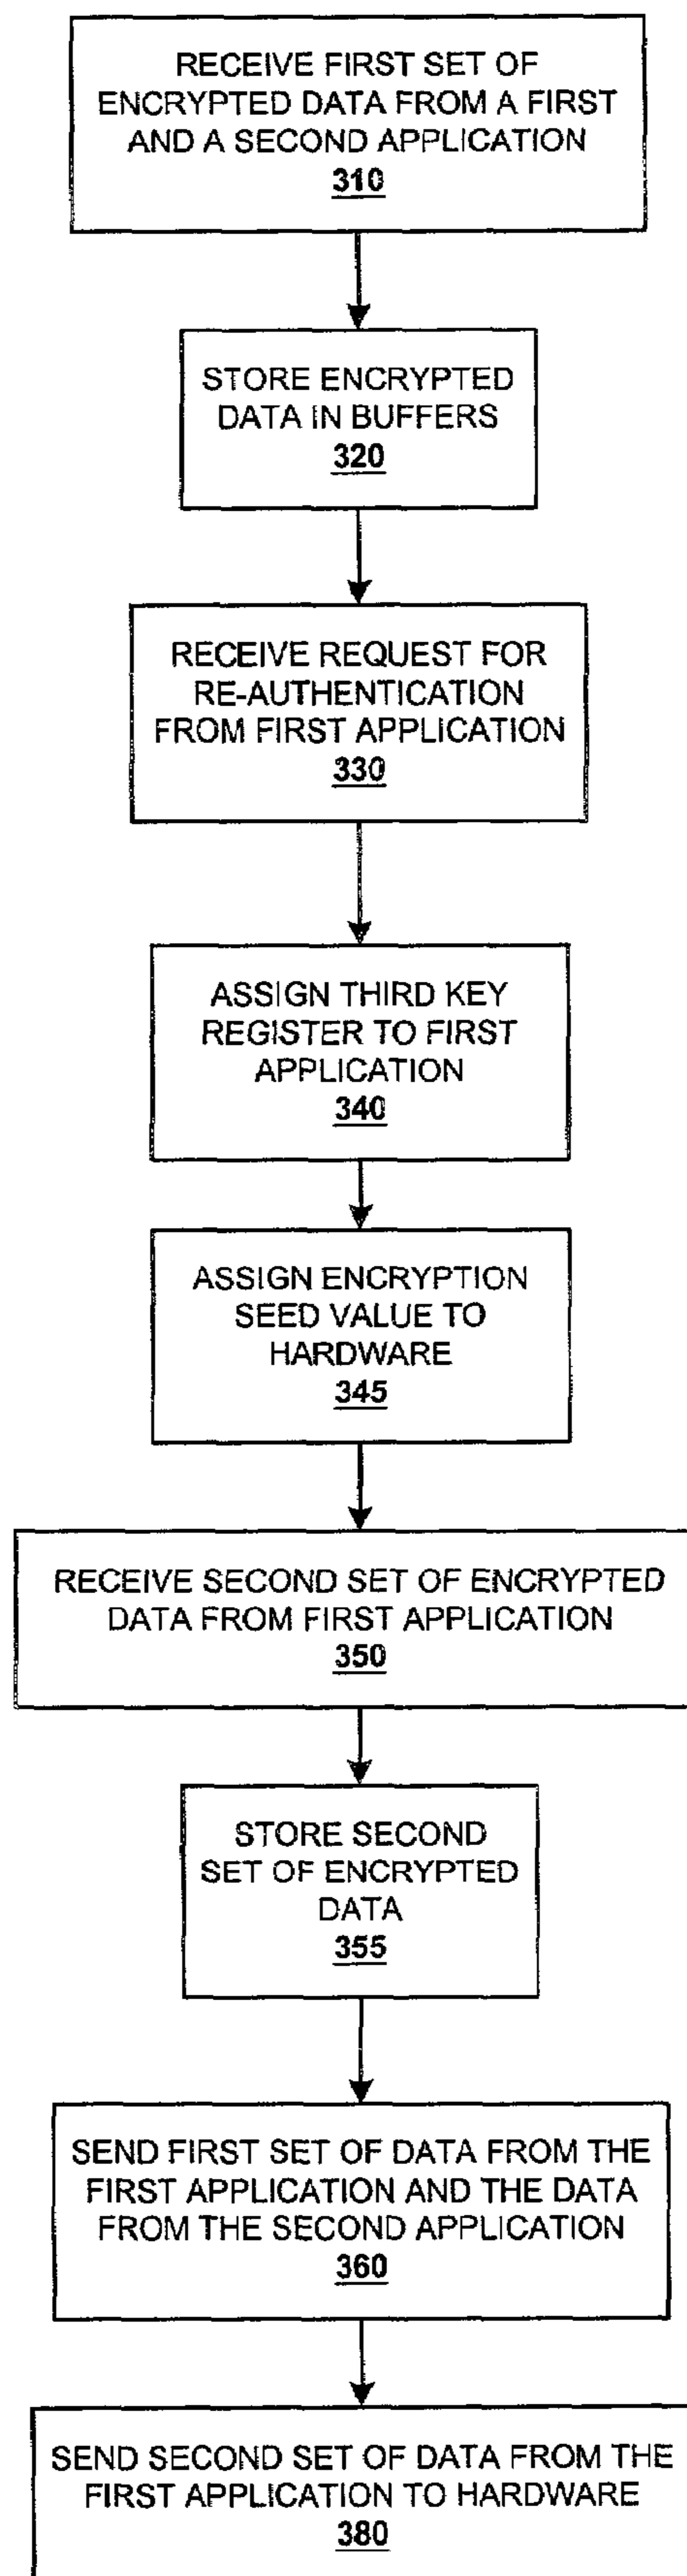 RECEIVE FIRST SET OF
ENCRYPTED DATA FROM A FIRST
AND A SECOND APPLICATION
310
STORE ENCRYPTED
DATA IN BUFFERS
320
RECEIVE REQUEST FOR
RE-AUTHENTICATION
FROM FIRST APPLICATION
330
ASSIGN THIRD KEY
REGISTER TO FIRST
APPLICATION
340
ASSIGN ENCRYPTION
SEED VALUE TO
HARDWARE
345
RECEIVE SECOND SET OF ENCRYPTED
DATA FROM FIRST APPLICATION
350
STORE SECOND
SET OF ENCRYPTED
DATA
355
SEND FIRST SET OF DATA FROM THE
FIRST APPLICATION AND THE DATA
FROM THE SECOND APPLICATION
360
SEND SECOND SET OF DATA FROM THE
FIRST APPLICATION TO HARDWARE
380